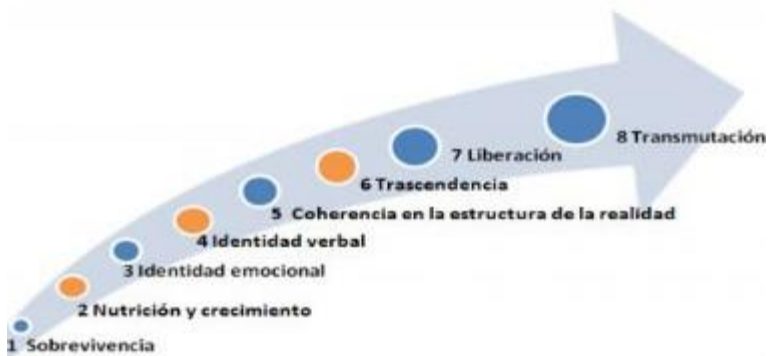 8 Transmutación
7 Liberación
6 Trascendencia
5 Coherencia en la estructura de la realidad
4 Identidad verbal
3 Identidad emocional
2 Nutrición y crecimiento
1 Sobrevivencia